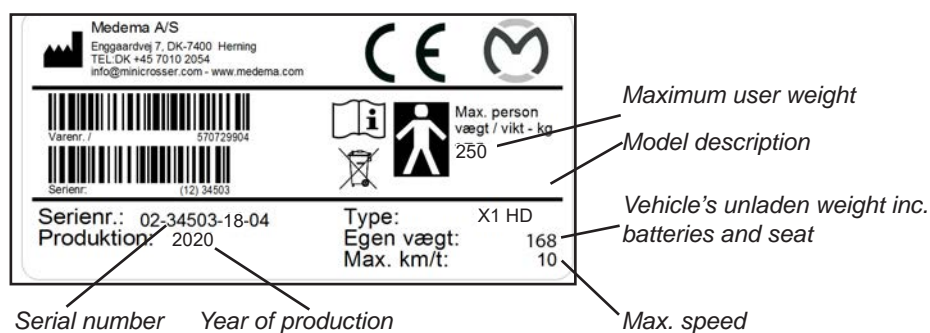 Medema A/S
Enggaardvej 7, DK-7400 Herning
TEL:DK +45 7010 2054
info@minicrosser.com - www.medema.com
CE
Varenr. / 570729904
Serienr: (12) 34503
i
Max. person
vægt / vikt - kg
250
Serienr.: 02-34503-18-04
Produktion: 2020
Type: X1 HD
Egen vægt: 168
Max. km/t: 10
Maximum user weight
Model description
Vehicle's unladen weight inc.
batteries and seat
Serial number
Year of production
Max. speed